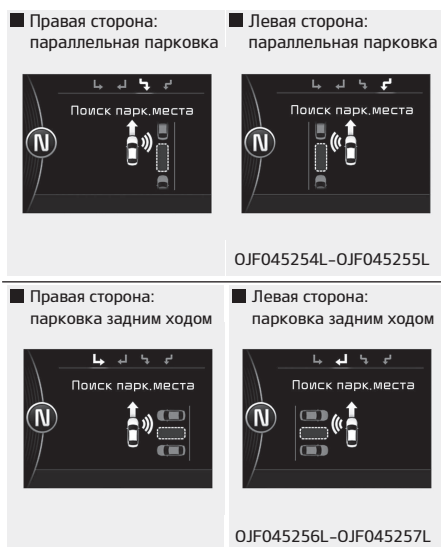 Правая сторона:
параллельная парковка
Поиск парк.места
N
Левая сторона:
параллельная парковка
Поиск парк.места
N
OJF045254L-OJF045255L
Правая сторона:
парковка задним ходом
Поиск парк.места
N
Левая сторона:
парковка задним ходом
Поиск парк.места
N
OJF045256L-OJF045257L